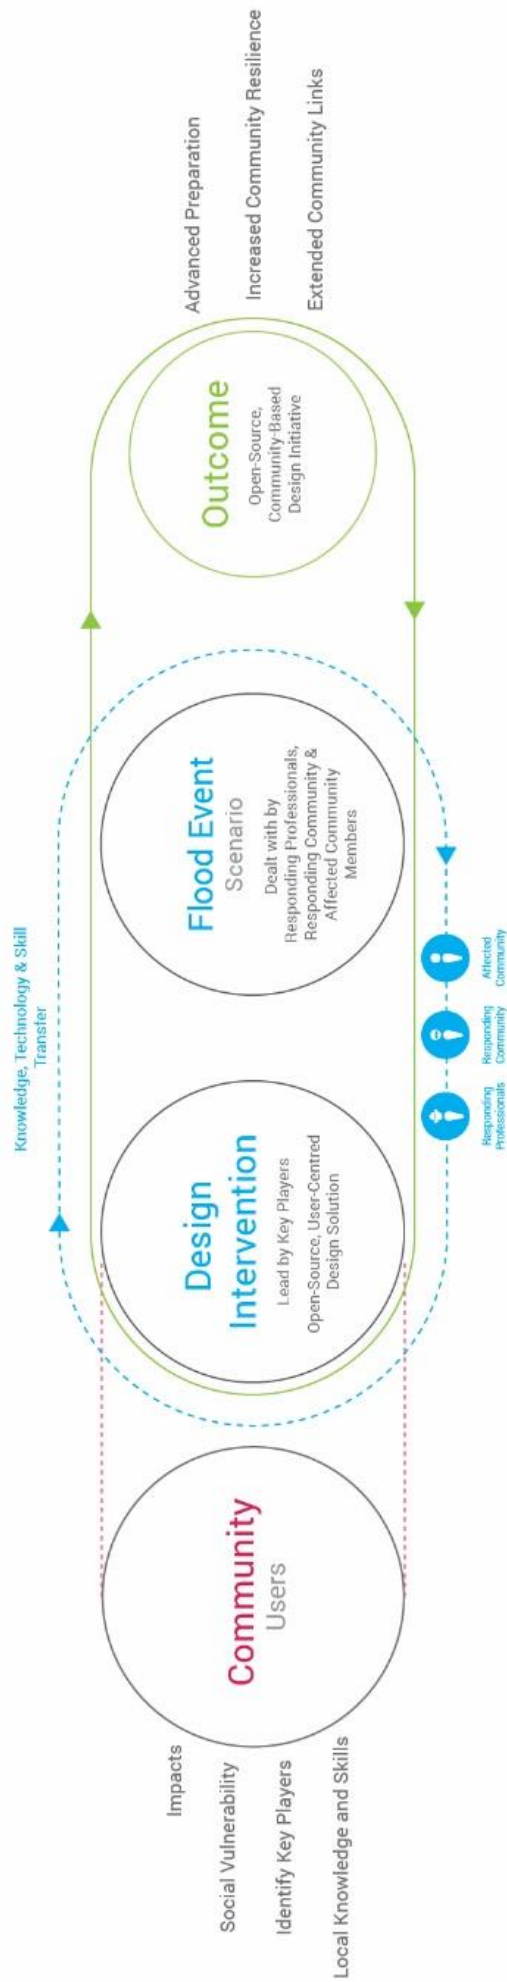 Impacts
Social Vulnerability
Identify Key Players
Local Knowledge and Skills
Community
Users
Design
Intervention
Lead by Key Players
Open-Source, User-Centred
Design Solution
Knowledge, Technology & Skill
Transfer
Flood Event
Scenario
Dealt with by
Responding Professionals,
Responding Community &
Affected Community
Members
Responding
Professionals
Responding
Community
Affected
Community
Outcome
Open-Source,
Community-Based
Design Initiative
Advanced Preparation
Increased Community Resilience
Extended Community Links